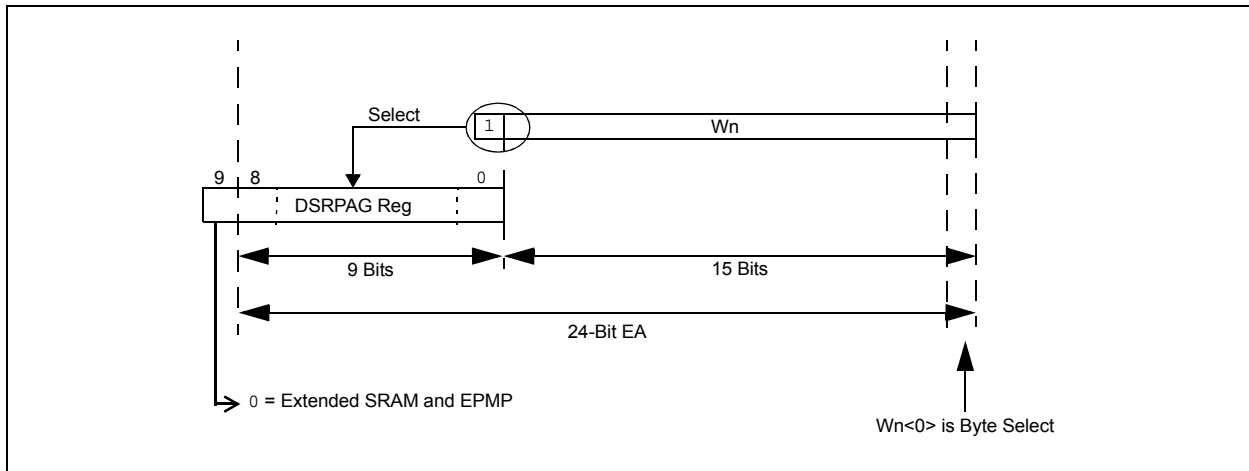 Select
1
Wn
9 8 0
DSRPAG Reg
9 Bits 15 Bits
24-Bit EA
0 = Extended SRAM and EPMP
Wn<0> is Byte Select